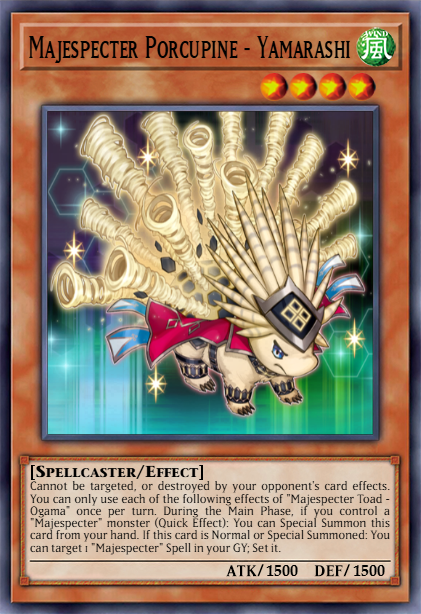 Majespecter Porcupine - Yamarashi
WIND
風
[Spellcaster/Effect]
Cannot be targeted, or destroyed by your opponent's card effects.
You can only use each of the following effects of "Majespecter Toad -
Ogama" once per turn. During the Main Phase, if you control a
"Majespecter" monster (Quick Effect): You can Special Summon this
card from your hand. If this card is Normal or Special Summoned: You
can target 1 "Majespecter" Spell in your GY; Set it.
ATK/1500 DEF/1500